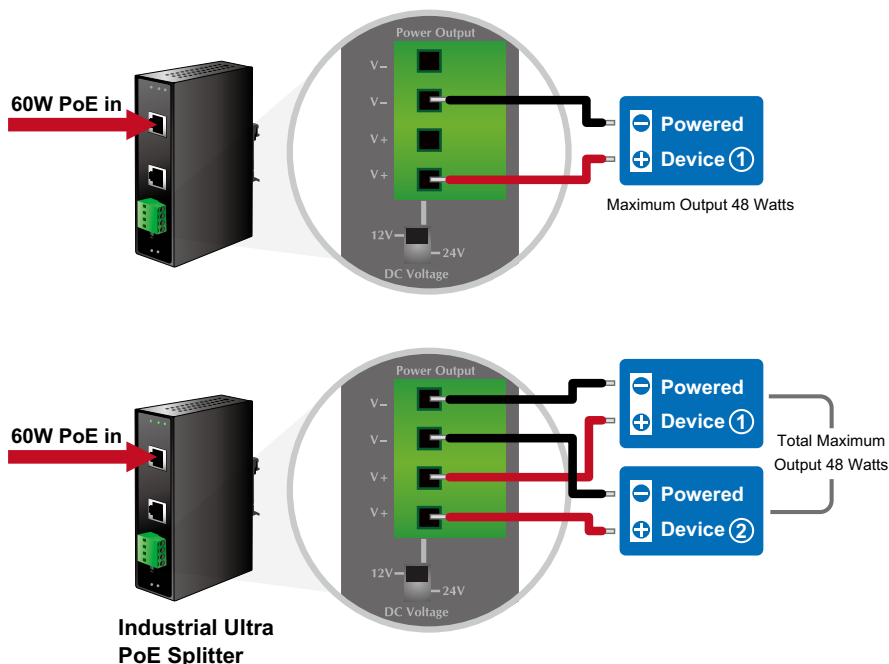 Power Output
V–
V–
V+
V+
12V
24V
DC Voltage
60W PoE in
– Powered
+ Device ①
Maximum Output 48 Watts
Power Output
V–
V–
V+
V+
12V
24V
DC Voltage
60W PoE in
– Powered
+ Device ①
– Powered
+ Device ②
Total Maximum
Output 48 Watts
Industrial Ultra
PoE Splitter